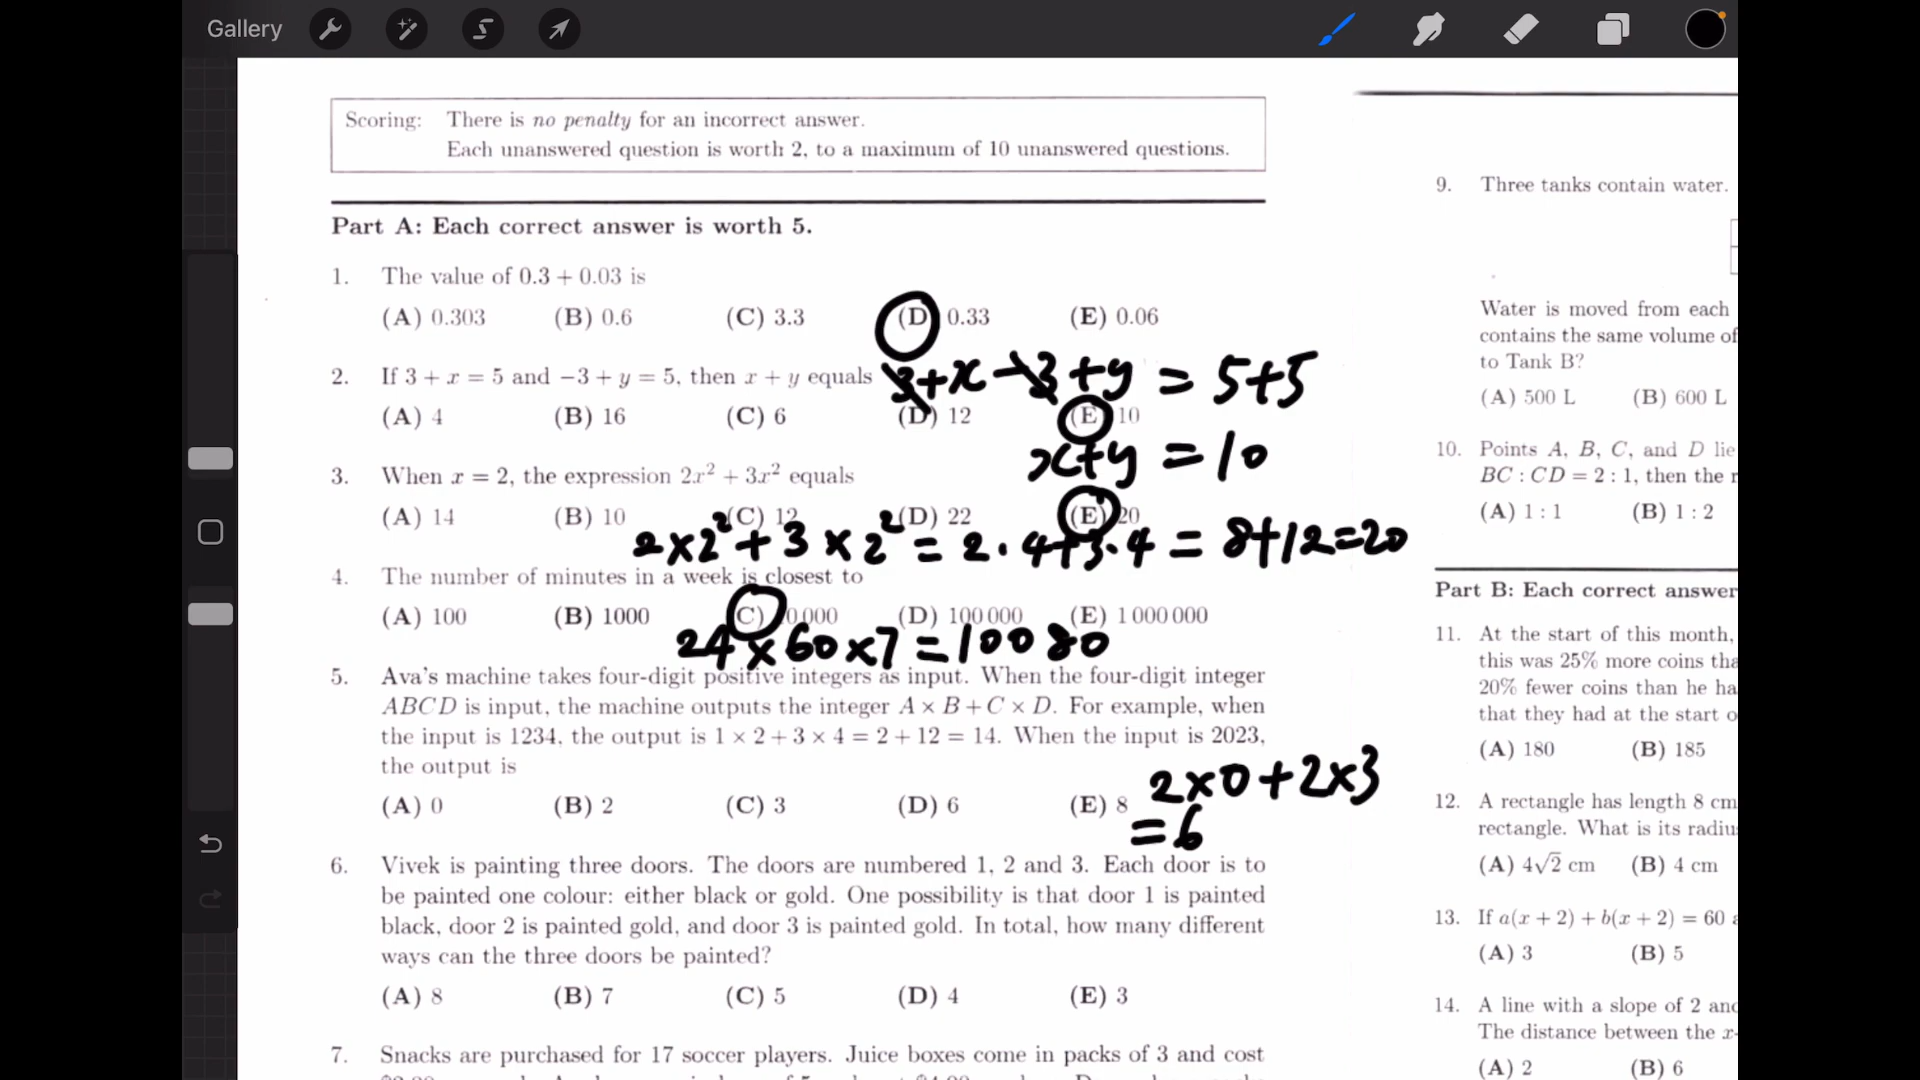 Gallery
Scoring: There is no penalty for an incorrect answer.
Each unanswered question is worth 2, to a maximum of 10 unanswered questions.
Part A: Each correct answer is worth 5.
1. The value of 0.3 + 0.03 is
(A) 0.303 (B) 0.6 (C) 3.3 (D) 0.33 (E) 0.06
2. If 3 + x = 5 and −3 + y = 5, then x + y equals
3+x −3+y = 5+5
(A) 4 (B) 16 (C) 6 (D) 12 (E) 10
x+y = 10
3. When x = 2, the expression 2x² + 3x² equals
(A) 14 (B) 10 (C) 12 (D) 22 (E) 20
2×2²+3×2² = 2·4+3·4 = 8+12=20
4. The number of minutes in a week is closest to
(A) 100 (B) 1000 (C) 0 000 (D) 100 000 (E) 1 000 000
24×60×7=10080
5. Ava's machine takes four-digit positive integers as input. When the four-digit integer
ABCD is input, the machine outputs the integer A × B + C × D. For example, when
the input is 1234, the output is 1 × 2 + 3 × 4 = 2 + 12 = 14. When the input is 2023,
the output is
2×0+2×3
(A) 0 (B) 2 (C) 3 (D) 6 (E) 8
=6
6. Vivek is painting three doors. The doors are numbered 1, 2 and 3. Each door is to
be painted one colour: either black or gold. One possibility is that door 1 is painted
black, door 2 is painted gold, and door 3 is painted gold. In total, how many different
ways can the three doors be painted?
(A) 8 (B) 7 (C) 5 (D) 4 (E) 3
7. Snacks are purchased for 17 soccer players. Juice boxes come in packs of 3 and cost
9. Three tanks contain water.
Water is moved from each
contains the same volume of
to Tank B?
(A) 500 L (B) 600 L
10. Points A, B, C, and D lie
BC : CD = 2 : 1, then the r
(A) 1 : 1 (B) 1 : 2
Part B: Each correct answer
11. At the start of this month,
this was 25% more coins tha
20% fewer coins than he ha
that they had at the start o
(A) 180 (B) 185
12. A rectangle has length 8 cm
rectangle. What is its radiu
(A) 4√2 cm (B) 4 cm
13. If a(x + 2) + b(x + 2) = 60 a
(A) 3 (B) 5
14. A line with a slope of 2 and
The distance between the x-
(A) 2 (B) 6